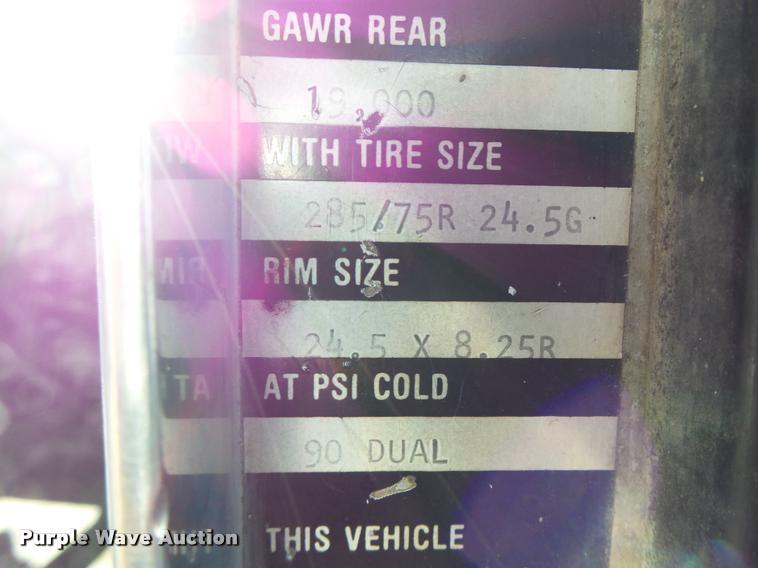 GAWR REAR
19,000
WITH TIRE SIZE
285/75R 24.5G
RIM SIZE
24.5 X 8.25R
AT PSI COLD
90 DUAL
THIS VEHICLE
Purple Wave Auction